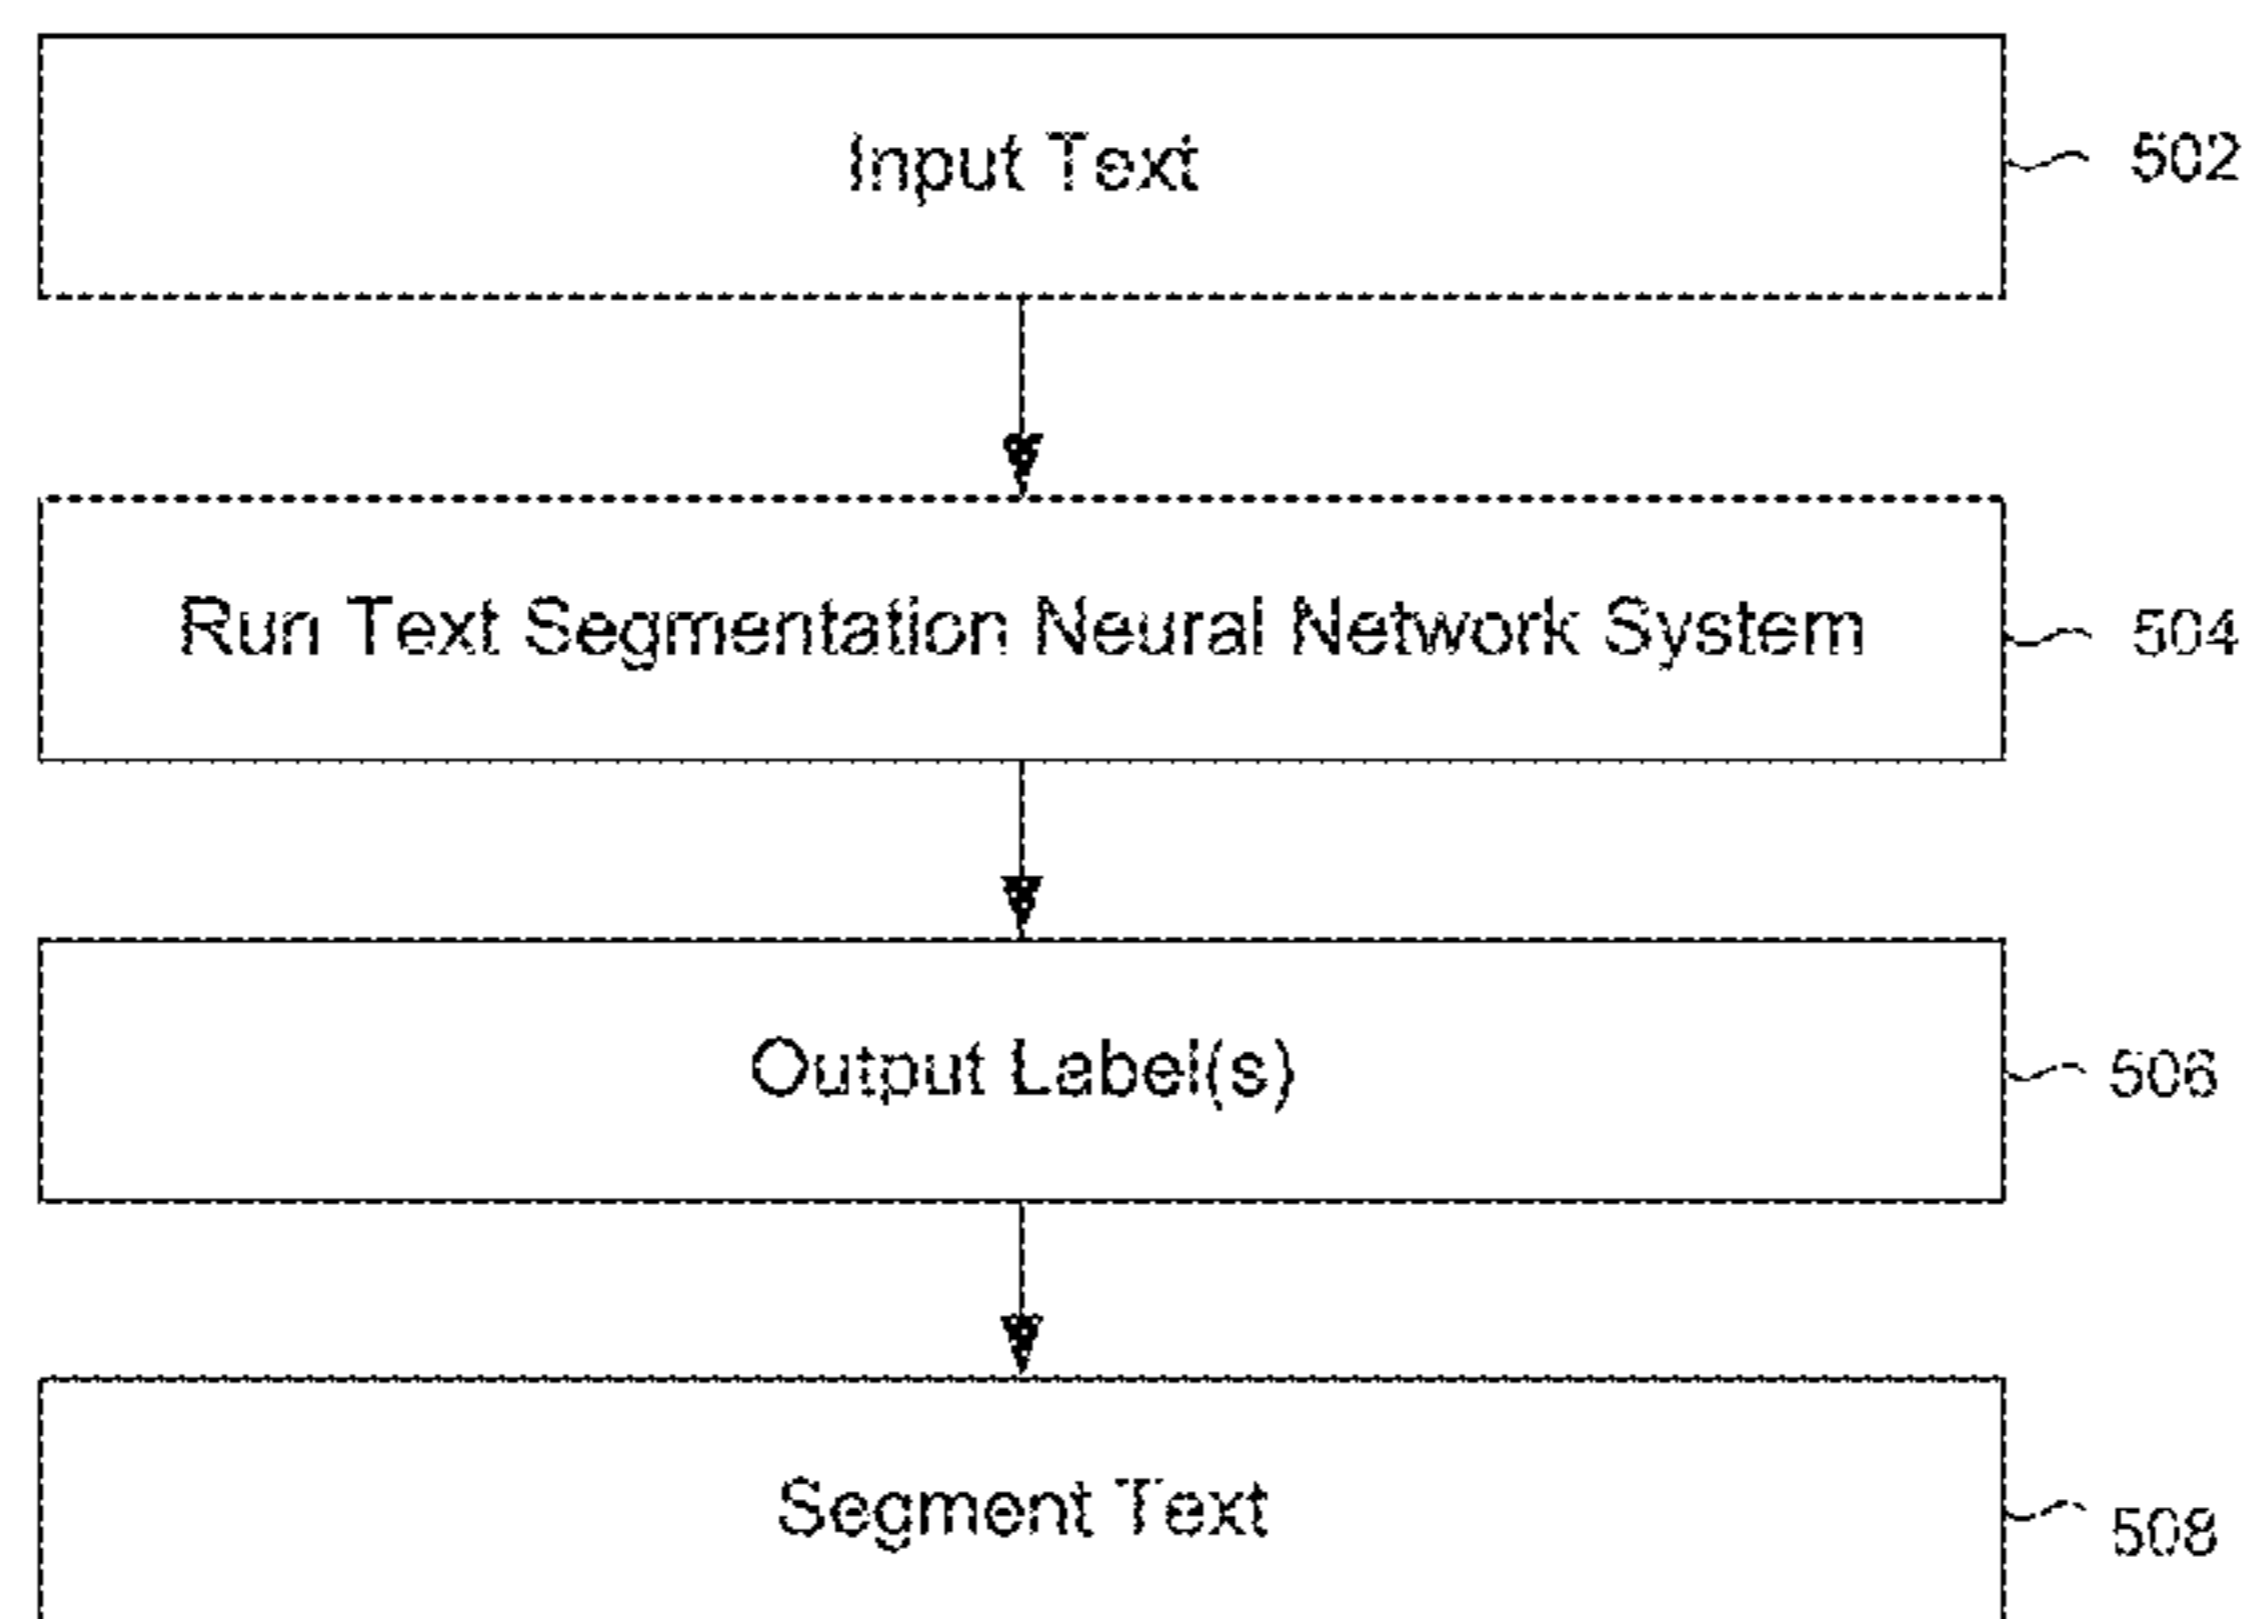 Input Text
502
Run Text Segmentation Neural Network System
504
Output Label(s)
506
Segment Text
508